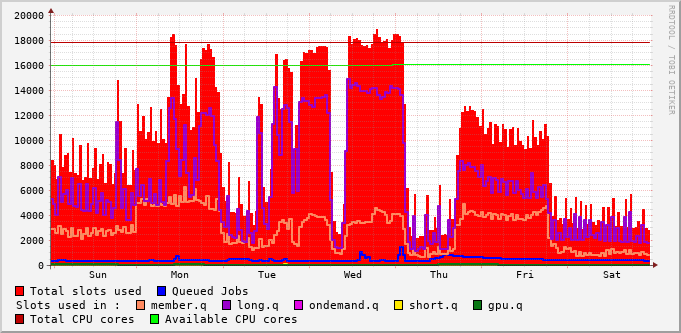 20000
18000
16000
14000
12000
10000
8000
6000
4000
2000
0
Sun Mon Tue Wed Thu Fri Sat
RRDTOOL / TOBI OETIKER
Total slots used Queued Jobs
Slots used in : member.q long.q ondemand.q short.q gpu.q
Total CPU cores Available CPU cores